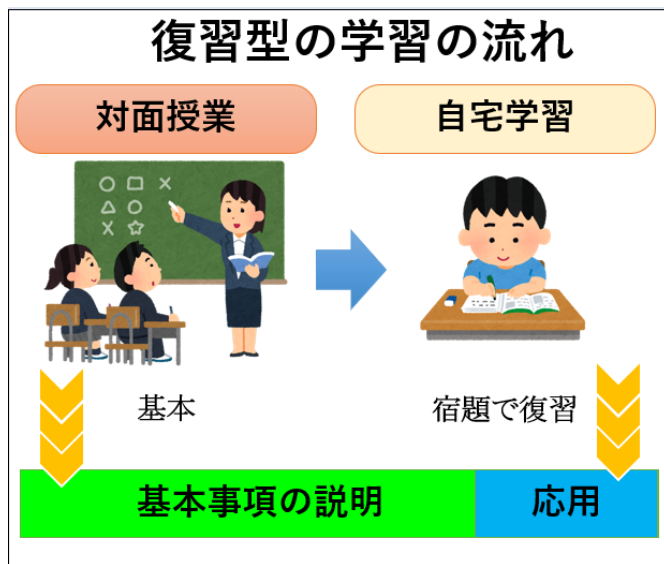 復習型の学習の流れ
対面授業
自宅学習
基本
宿題で復習
基本事項の説明
応用